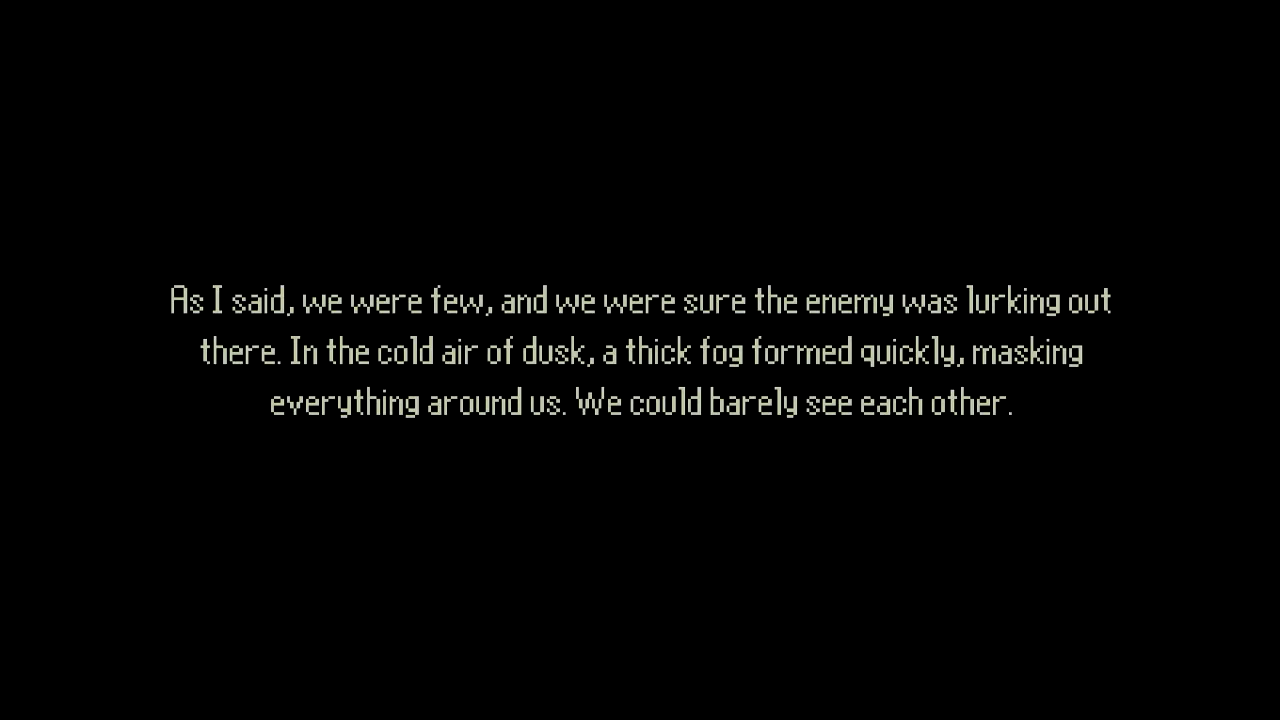 As I said, we were few, and we were sure the enemy was lurking out
there. In the cold air of dusk, a thick fog formed quickly, masking
everything around us. We could barely see each other.